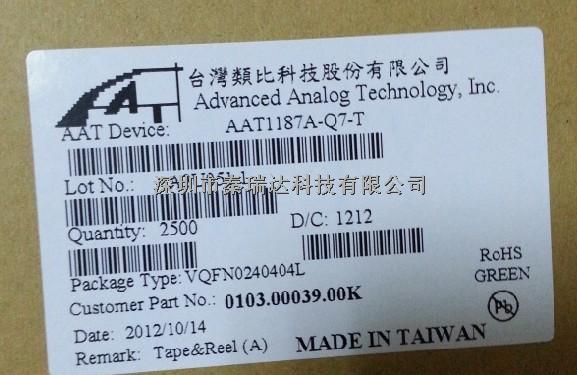 台灣類比科技股份有限公司
Advanced Analog Technology, Inc.
AAT
AAT Device: AAT1187A-Q7-T
Lot No.:
深圳市泰瑞达科技有限公司
Quantity: 2500 D/C: 1212
Package Type: VQFN0240404L
RoHS
GREEN
Customer Part No.: 0103.00039.00K
Pb
Date: 2012/10/14
Remark: Tape&Reel (A)
MADE IN TAIWAN